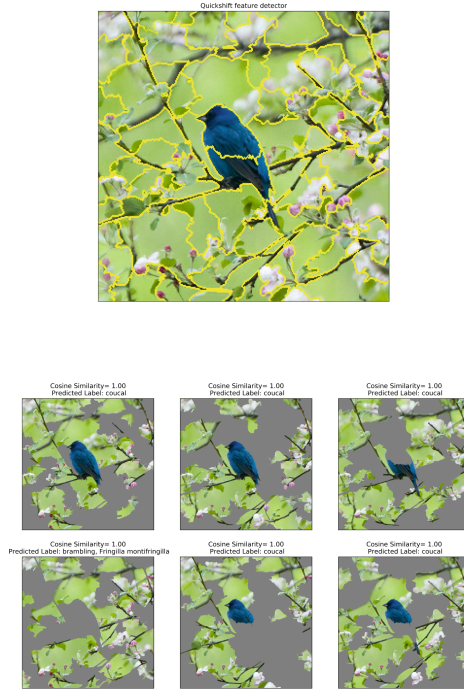 Quickshift feature detector
Cosine Similarity= 1.00
Predicted Label: coucal
Cosine Similarity= 1.00
Predicted Label: coucal
Cosine Similarity= 1.00
Predicted Label: coucal
Cosine Similarity= 1.00
Predicted Label: brambling, Fringilla montifringilla
Cosine Similarity= 1.00
Predicted Label: coucal
Cosine Similarity= 1.00
Predicted Label: coucal